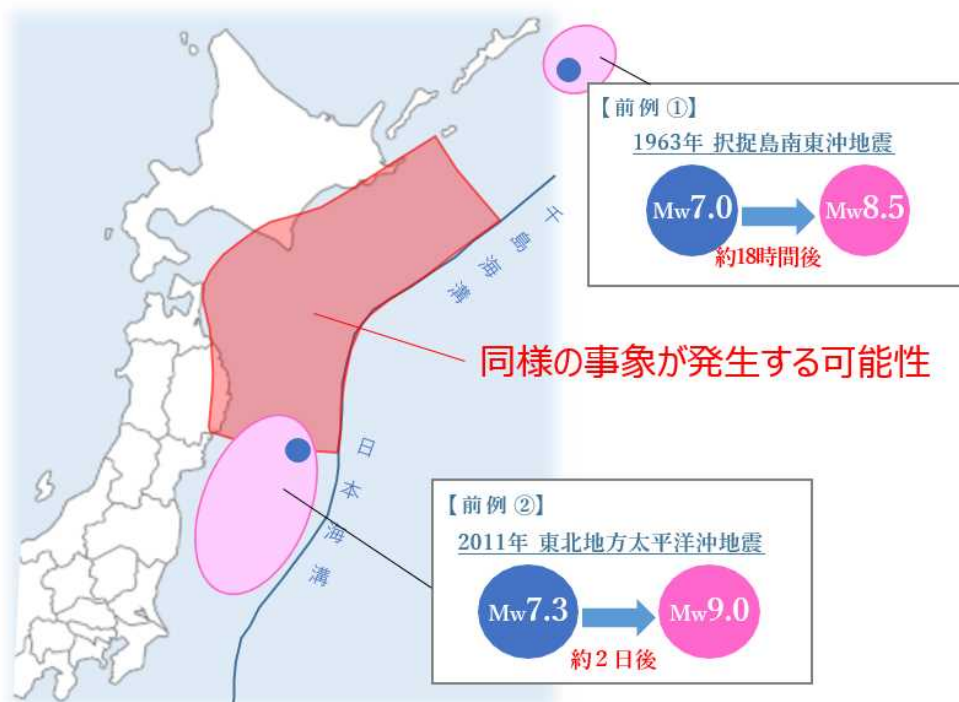 【前例①】
1963年 択捉島南東沖地震
Mw7.0
Mw8.5
約18時間後
千島海溝
同様の事象が発生する可能性
日本海溝
【前例②】
2011年 東北地方太平洋沖地震
Mw7.3
Mw9.0
約2日後